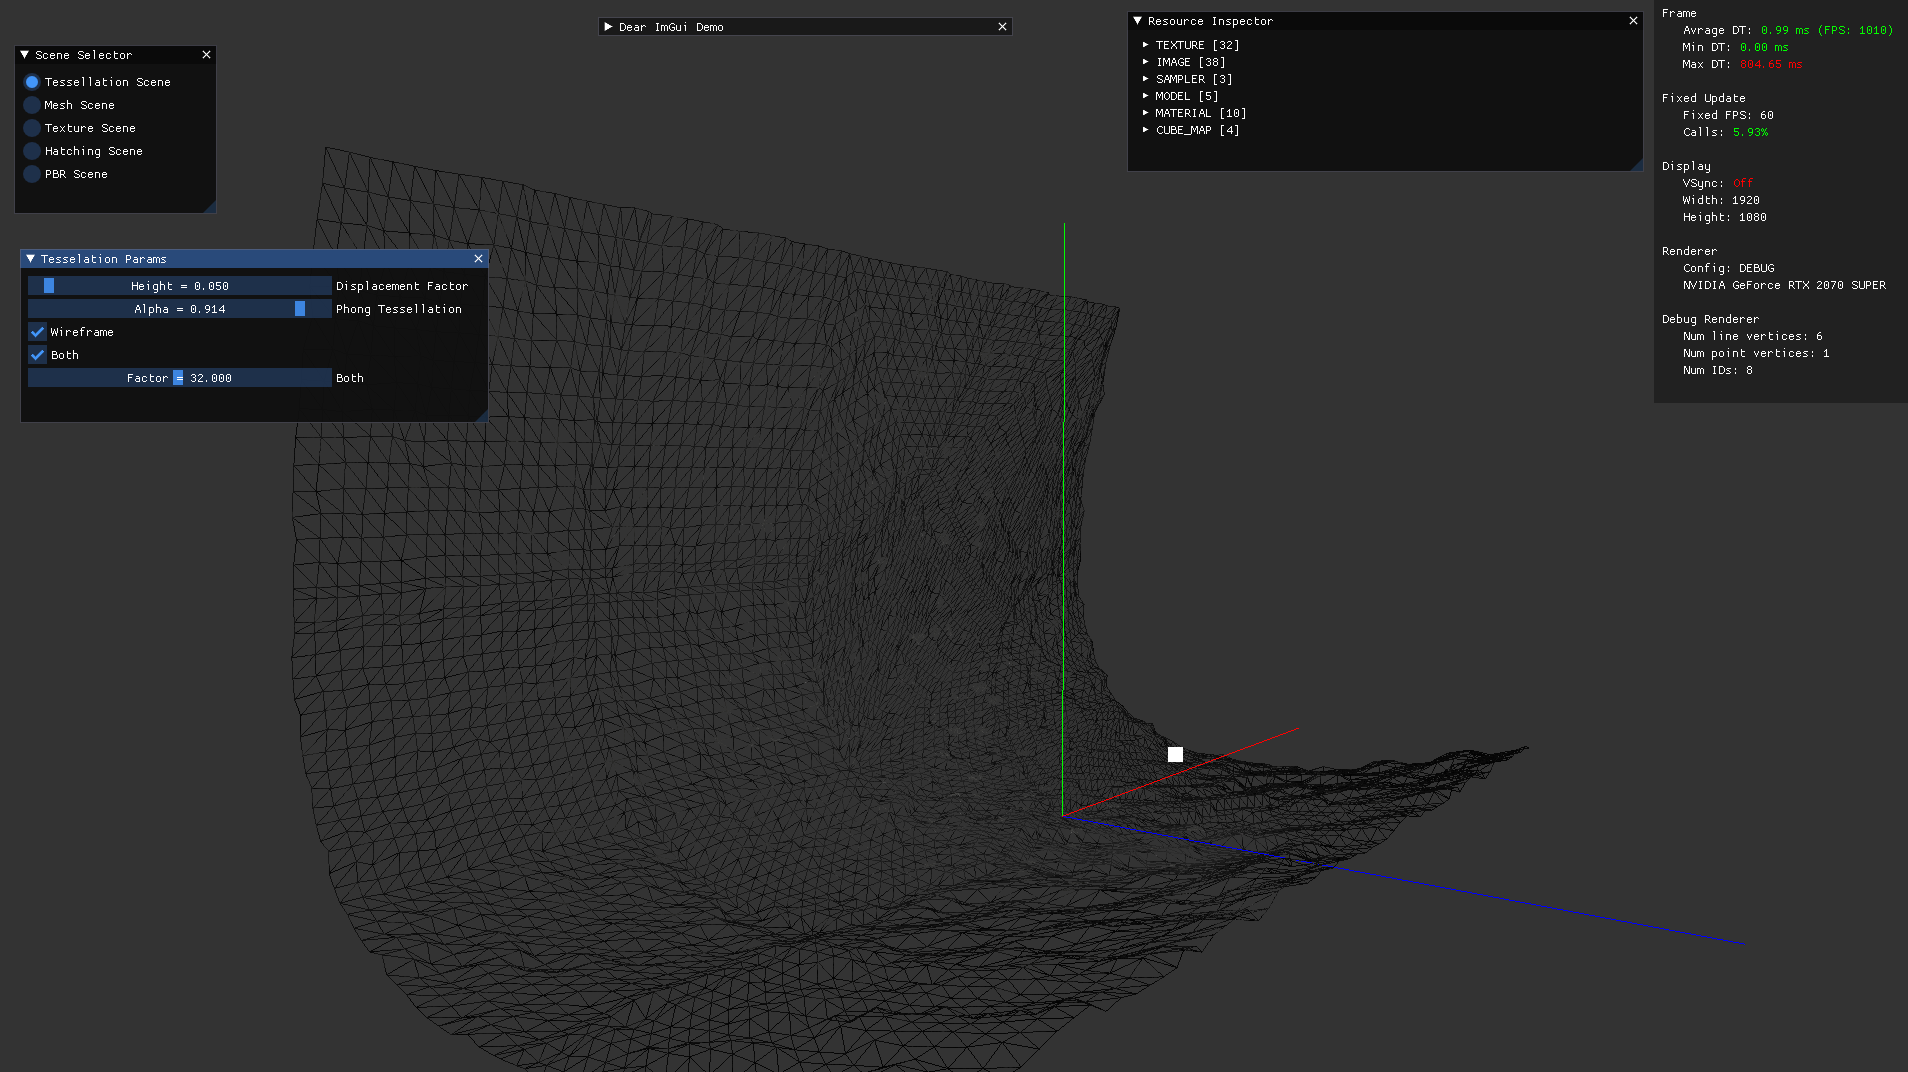 Scene Selector
Tessellation Scene
Mesh Scene
Texture Scene
Hatching Scene
PBR Scene
Tesselation Params
Height = 0.050 Displacement Factor
Alpha = 0.914 Phong Tessellation
Wireframe
Both
Factor = 32.000 Both
Dear ImGui Demo
Resource Inspector
TEXTURE [32]
IMAGE [38]
SAMPLER [3]
MODEL [5]
MATERIAL [10]
CUBE_MAP [4]
Frame
Avrage DT: 0.99 ms (FPS: 1010)
Min DT: 0.00 ms
Max DT: 804.65 ms
Fixed Update
Fixed FPS: 60
Calls: 5.93%
Display
VSync: Off
Width: 1920
Height: 1080
Renderer
Config: DEBUG
NVIDIA GeForce RTX 2070 SUPER
Debug Renderer
Num line vertices: 6
Num point vertices: 1
Num IDs: 8